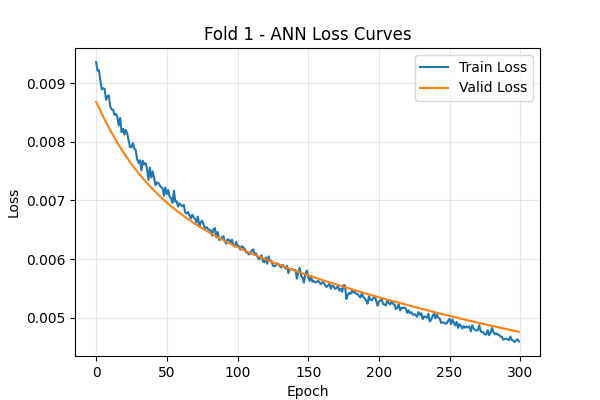 Fold 1 - ANN Loss Curves
Train Loss
Valid Loss
0.009
0.008
0.007
0.006
0.005
Loss
0 50 100 150 200 250 300
Epoch